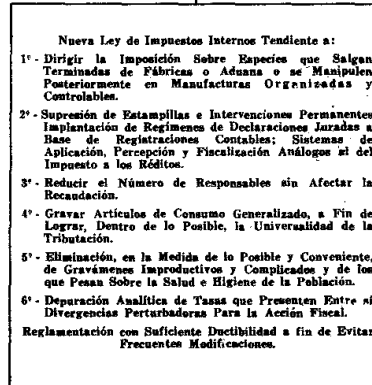 Nueva Ley de Impuestos Internos Tendiente a:
1º - Dirigir la Imposición Sobre Especies que Salgan
Terminadas de Fábricas o Aduana o se Manipulen
Posteriormente en Manufacturas Organizadas y
Controlables.
2º - Supresión de Estampillas e Intervenciones Permanentes
Implantación de Regímenes de Declaraciones Juradas a
Base de Registraciones Contables; Sistemas de
Aplicación, Percepción y Fiscalización Análogos al del
Impuesto a los Réditos.
3º - Reducir el Número de Responsables sin Afectar la
Recaudación.
4º - Gravar Artículos de Consumo Generalizado, a Fin de
Lograr, Dentro de lo Posible, la Universalidad de la
Tributación.
5º - Eliminación, en la Medida de lo Posible y Conveniente,
de Gravámenes Improductivos y Complicados y de los
que Pesan Sobre la Salud e Higiene de la Población.
6º - Depuración Analítica de Tasas que Presenten Entre sí
Divergencias Perturbadoras Para la Acción Fiscal.
Reglamentación con Suficiente Ductibilidad a fin de Evitar
Frecuentes Modificaciones.